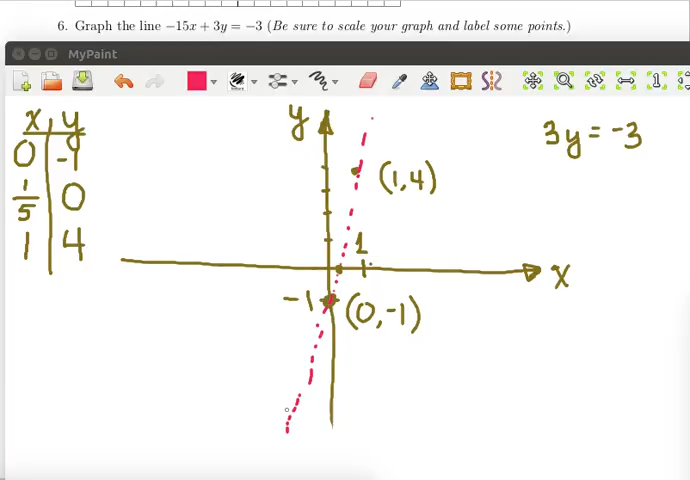 6. Graph the line −15x + 3y = −3 (Be sure to scale your graph and label some points.)
MyPaint
x, y
0 -1
1/5 0
1 4
y
3y = -3
(1,4)
1
x
-1
(0,-1)